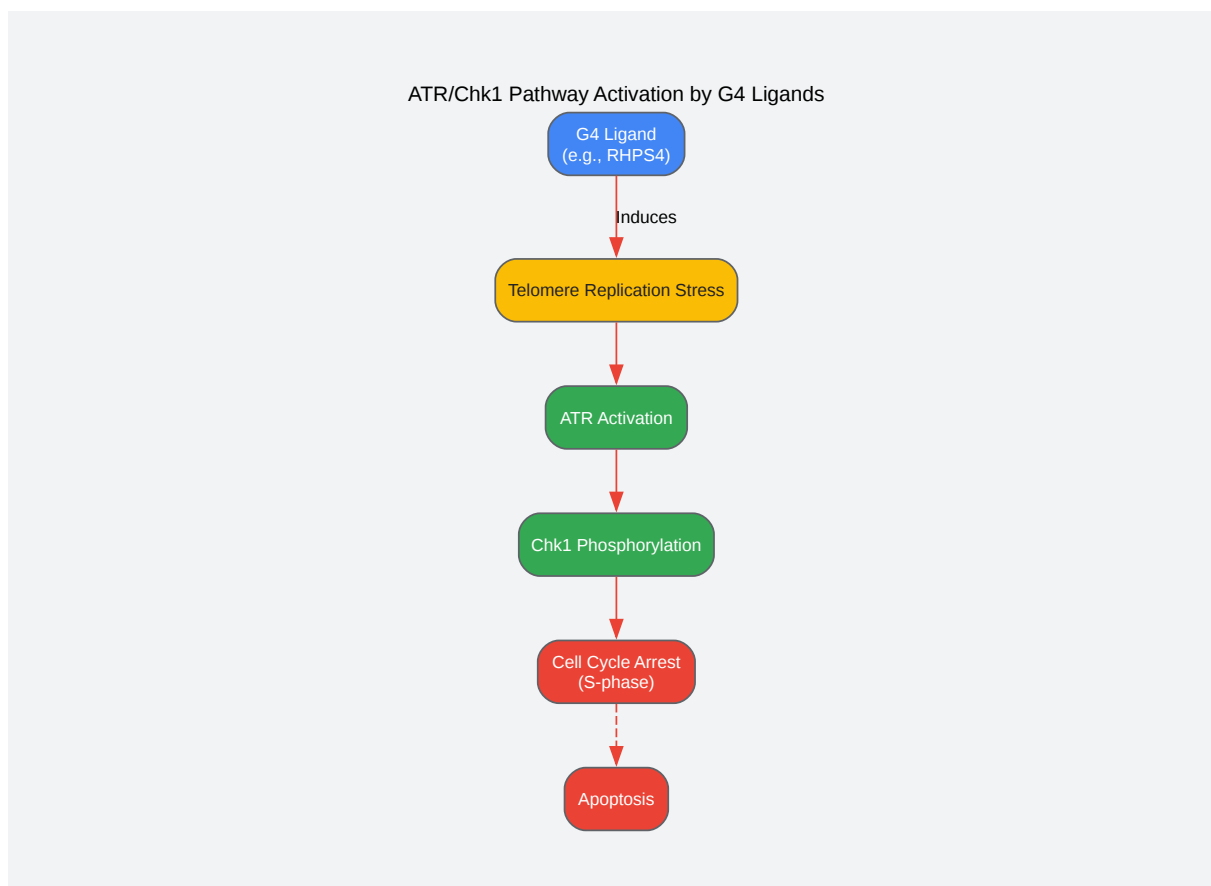 ATR/Chk1 Pathway Activation by G4 Ligands
G4 Ligand
(e.g., RHPS4)
Induces
Telomere Replication Stress
ATR Activation
Chk1 Phosphorylation
Cell Cycle Arrest
(S-phase)
Apoptosis